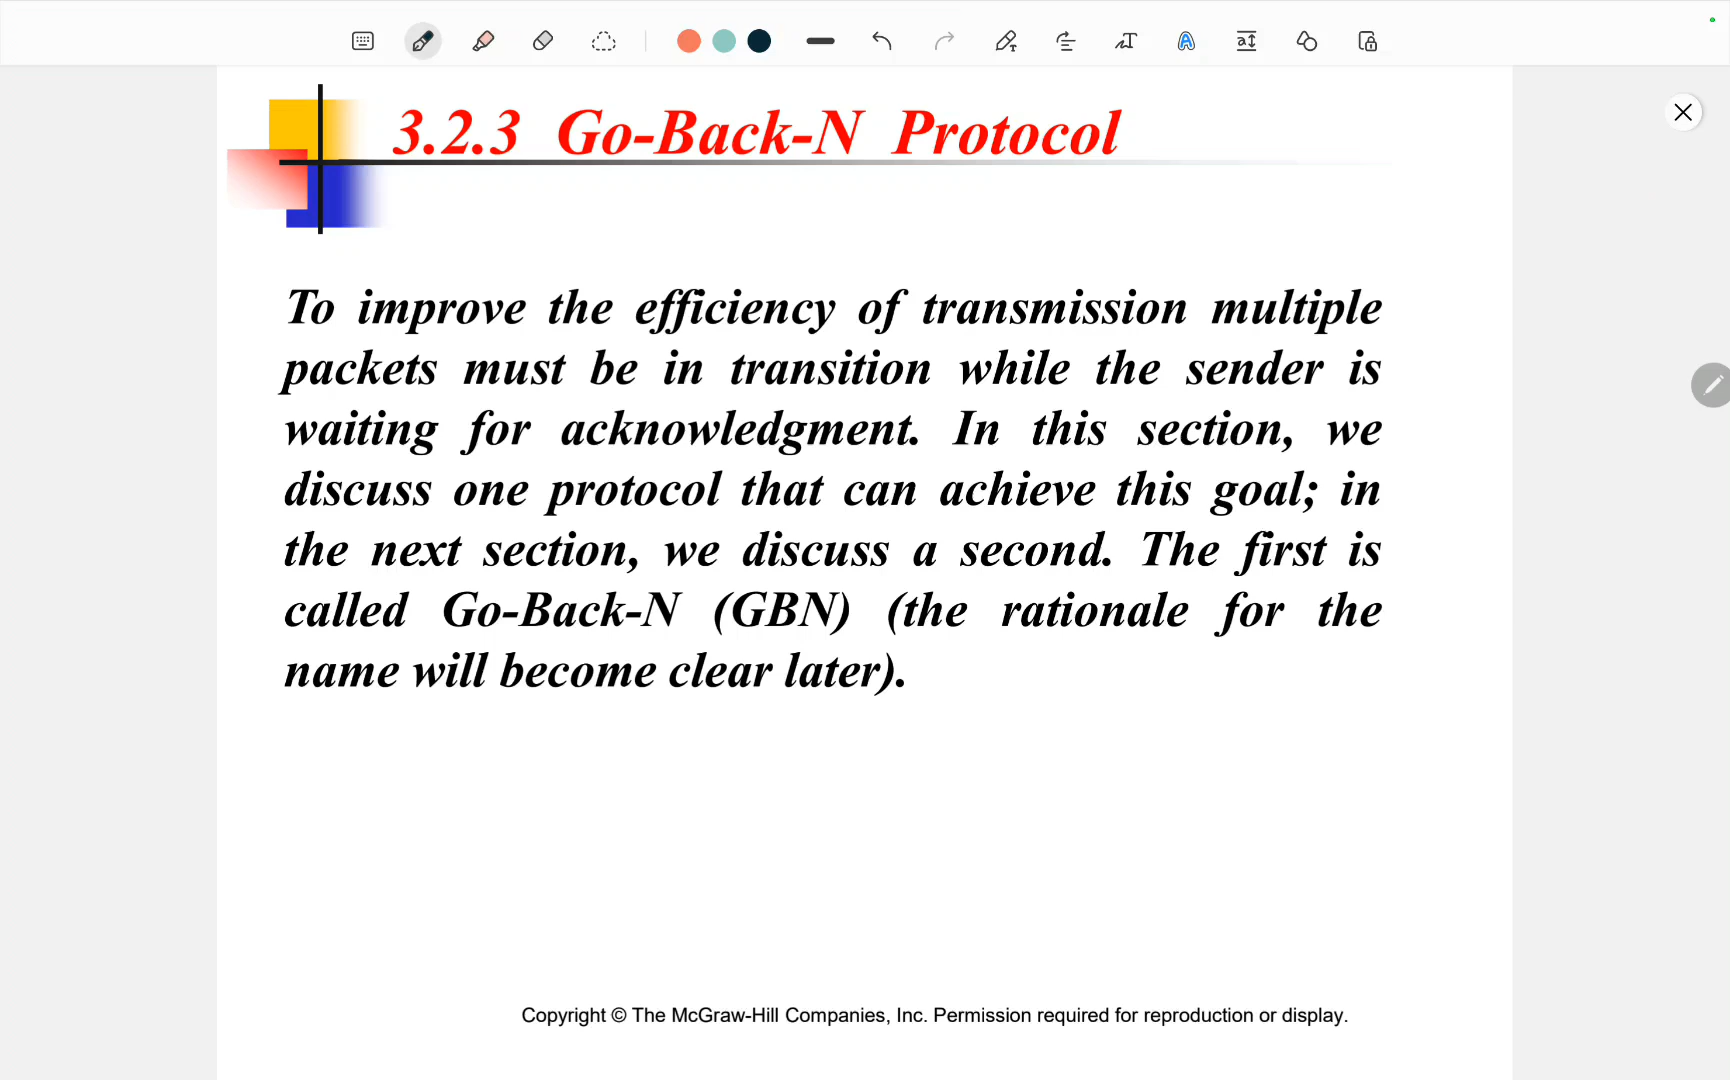 3.2.3 Go-Back-N Protocol
To improve the efficiency of transmission multiple
packets must be in transition while the sender is
waiting for acknowledgment. In this section, we
discuss one protocol that can achieve this goal; in
the next section, we discuss a second. The first is
called Go-Back-N (GBN) (the rationale for the
name will become clear later).
Copyright © The McGraw-Hill Companies, Inc. Permission required for reproduction or display.